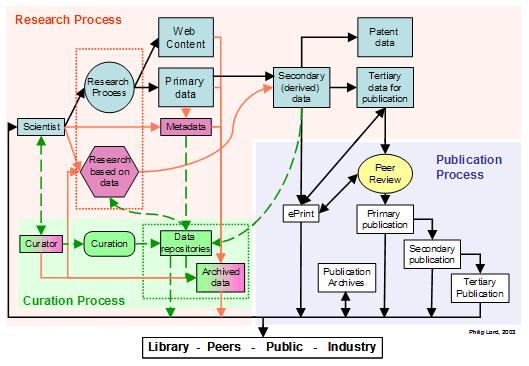 Research Process
Web
Content
Patent
data
Research
Process
Primary
data
Secondary
(derived)
data
Tertiary
data for
publication
Scientist
Metadata
Research
based on
data
Peer
Review
Publication
Process
ePrint
Primary
publication
Curator
Curation
Data
repositories
Secondary
publication
Archived
data
Publication
Archives
Tertiary
Publication
Curation Process
Philip Lord, 2003
Library - Peers - Public - Industry